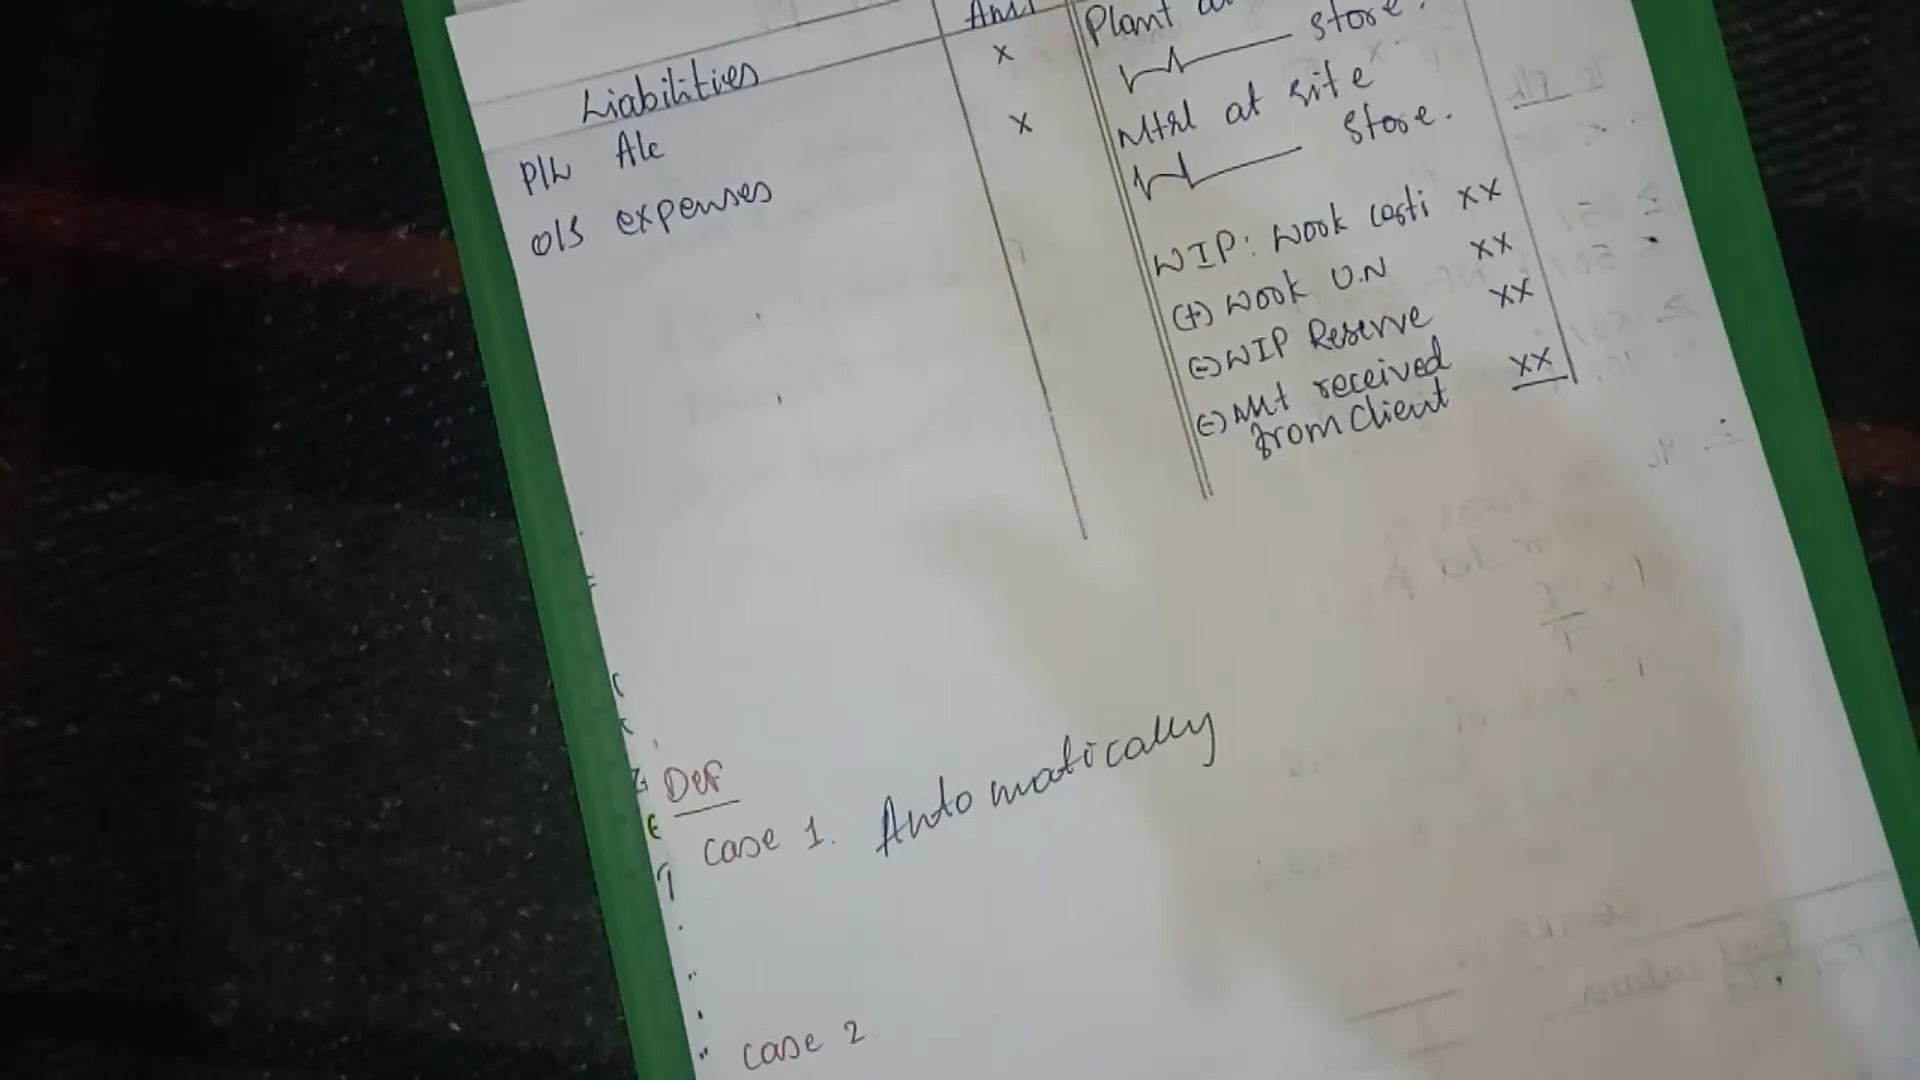 Liabilities Amt
P/L A/c x
O/S expenses x
Plant
store.
Mtrl at site x
store.
WIP: Work certi xx
(+) Work U.N xx
(-) WIP Reserve xx
(-) Amt received xx
from Client
Def
case 1. Automatically
case 2